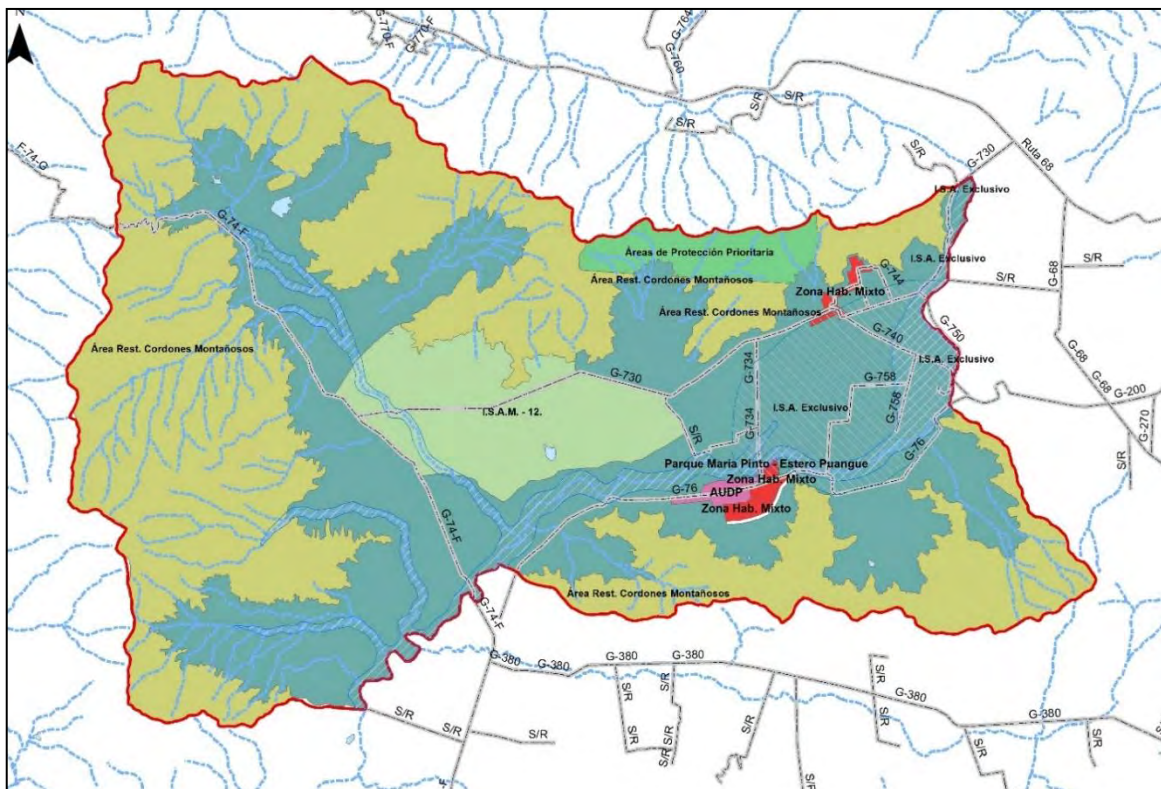 G-770-F
G-770-F
G-764
G-760
S/R
S/R
S/R
S/R
G-730
Ruta 68
F-74-G
G-74-F
I.S.A. Exclusivo
Áreas de Protección Prioritaria
I.S.A. Exclusivo
G-744
S/R
G-68
S/R
Área Rest. Cordones Montañosos
Zona Hab. Mixto
Área Rest. Cordones Montañosos
G-740
G-750
Área Rest. Cordones Montañosos
G-734
I.S.A. Exclusivo
G-68
G-730
G-758
G-68
G-200
I.S.A.M. - 12.
I.S.A. Exclusivo
G-758
G-270
S/R
G-734
G-76
S/R
Parque Maria Pinto - Estero Puangue
Zona Hab. Mixto
G-76
AUDP
Zona Hab. Mixto
G-74-F
Área Rest. Cordones Montañosos
G-74-F
G-380
G-380
G-380
G-380
S/R
S/R
S/R
S/R
G-380
S/R
S/R
S/R
S/R
S/R
G-380
S/R
S/R
S/R